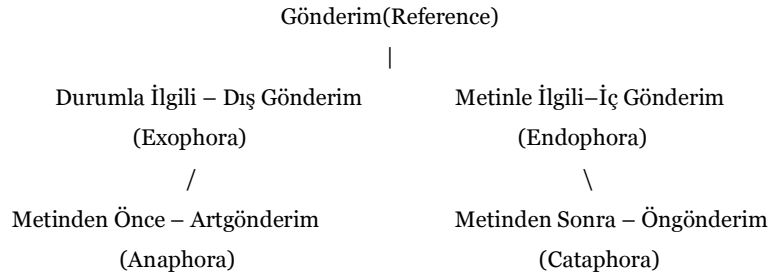 Gönderim(Reference)
|
Durumla İlgili – Dış Gönderim Metinle İlgili–İç Gönderim
(Exophora) (Endophora)
/ \
Metinden Önce – Artgönderim Metinden Sonra – Öngönderim
(Anaphora) (Cataphora)